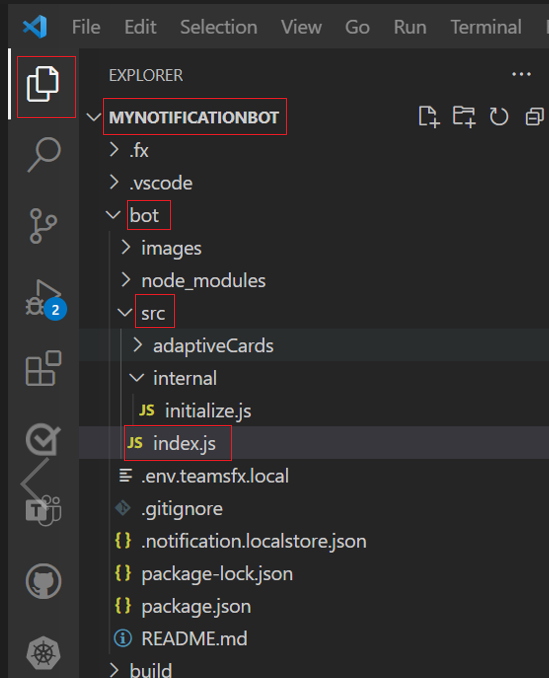 File Edit Selection View Go Run Terminal
EXPLORER
MYNOTIFICATIONBOT
.fx
.vscode
bot
images
node_modules
src
adaptiveCards
internal
JS initialize.js
JS index.js
.env.teamsfx.local
.gitignore
{} .notification.localstore.json
{} package-lock.json
{} package.json
README.md
build
2
T